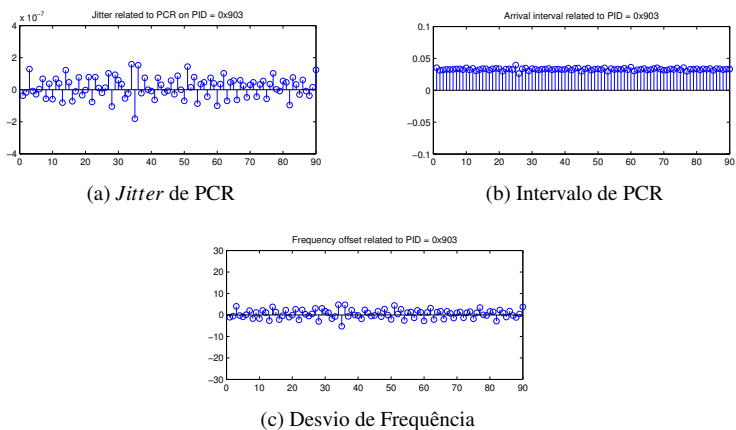 Jitter related to PCR on PID = 0x903
x 10⁻⁷
4
2
0
−2
−4
0 10 20 30 40 50 60 70 80 90
(a) Jitter de PCR
Arrival interval related to PID = 0x903
0.1
0.05
0
−0.05
−0.1
0 10 20 30 40 50 60 70 80 90
(b) Intervalo de PCR
Frequency offset related to PID = 0x903
30
20
10
0
−10
−20
−30
0 10 20 30 40 50 60 70 80 90
(c) Desvio de Frequência